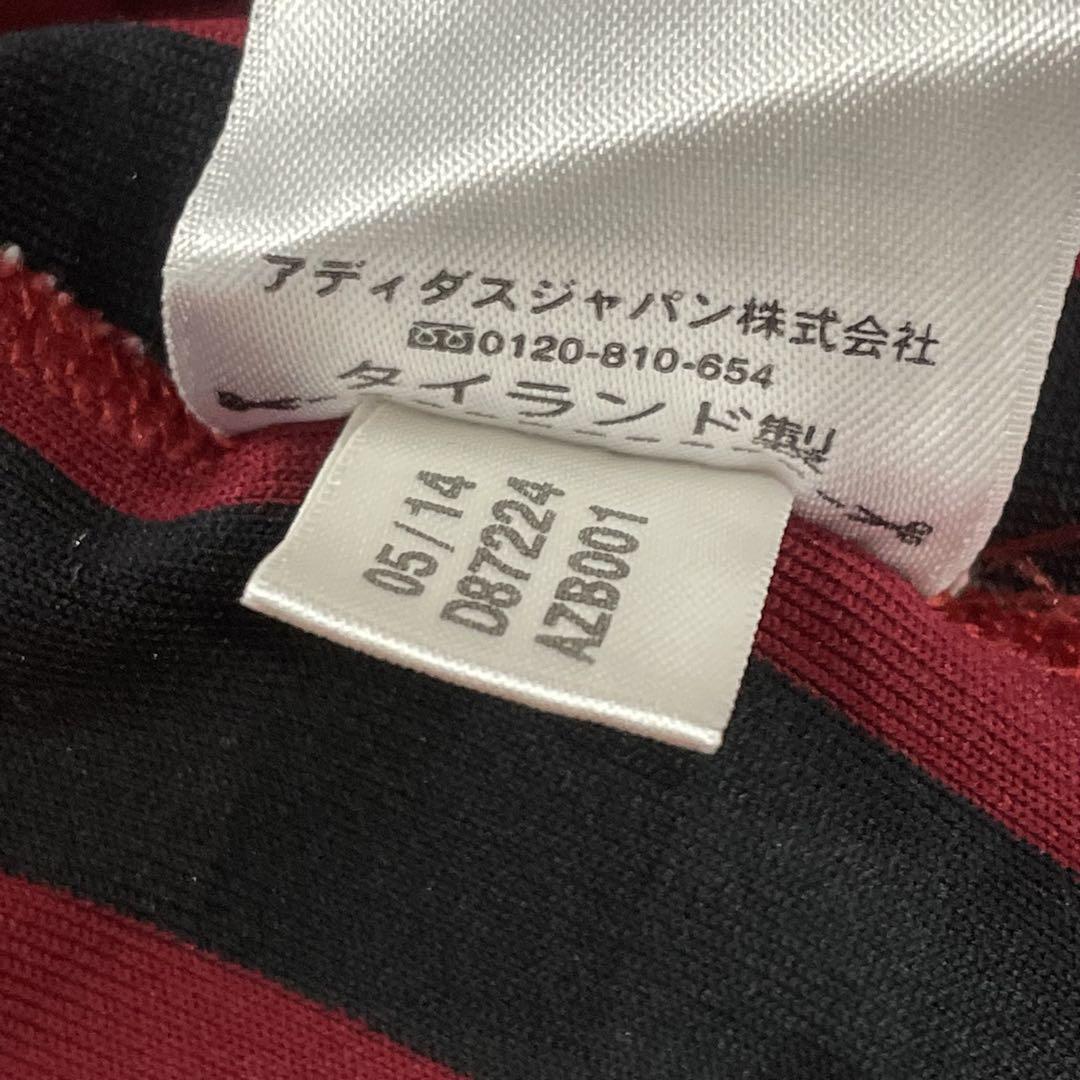 アディダスジャパン株式会社
0120-810-654
タイランド製
05/14
D87224
AZB001